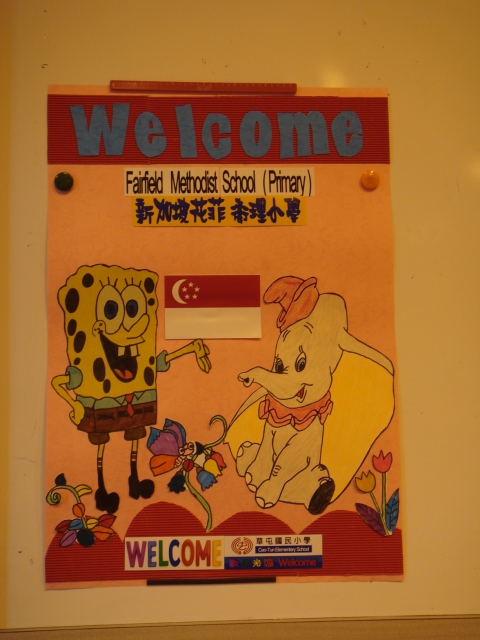 Welcome
Fairfield Methodist School (Primary)
新加坡花菲衛理小學
WELCOME
草屯國民小學
Cao-Tun Elementary School
Welcome